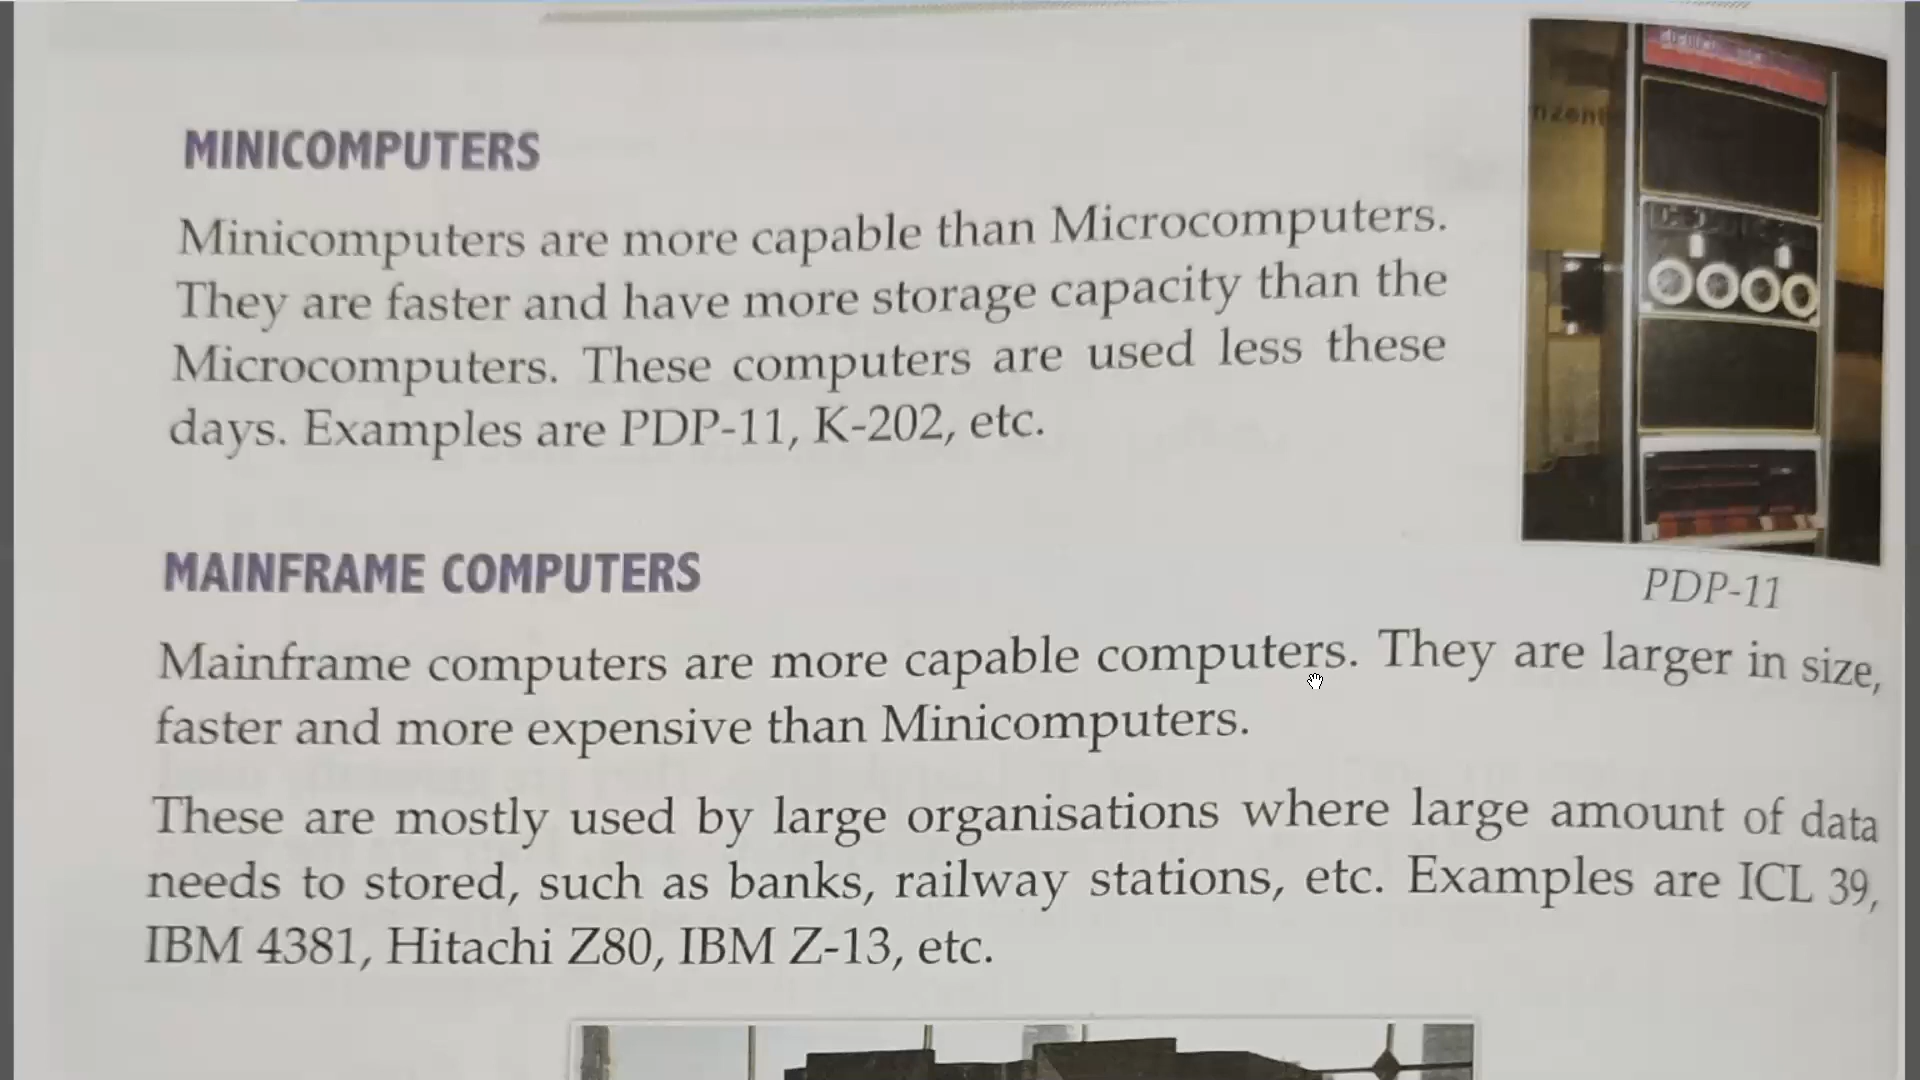 MINICOMPUTERS
Minicomputers are more capable than Microcomputers.
They are faster and have more storage capacity than the
Microcomputers. These computers are used less these
days. Examples are PDP-11, K-202, etc.
PDP-11
MAINFRAME COMPUTERS
Mainframe computers are more capable computers. They are larger in size,
faster and more expensive than Minicomputers.
These are mostly used by large organisations where large amount of data
needs to stored, such as banks, railway stations, etc. Examples are ICL 39,
IBM 4381, Hitachi Z80, IBM Z-13, etc.